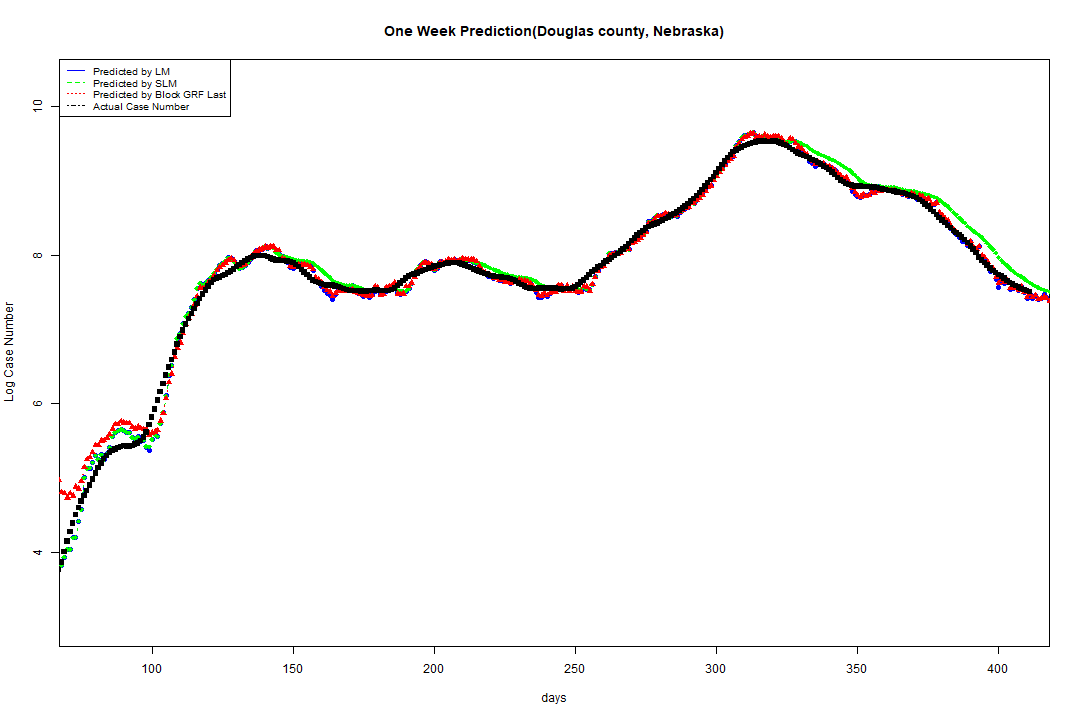 One Week Prediction(Douglas county, Nebraska)
Predicted by LM
Predicted by SLM
Predicted by Block GRF Last
Actual Case Number
10
8
6
4
Log Case Number
100 150 200 250 300 350 400
days